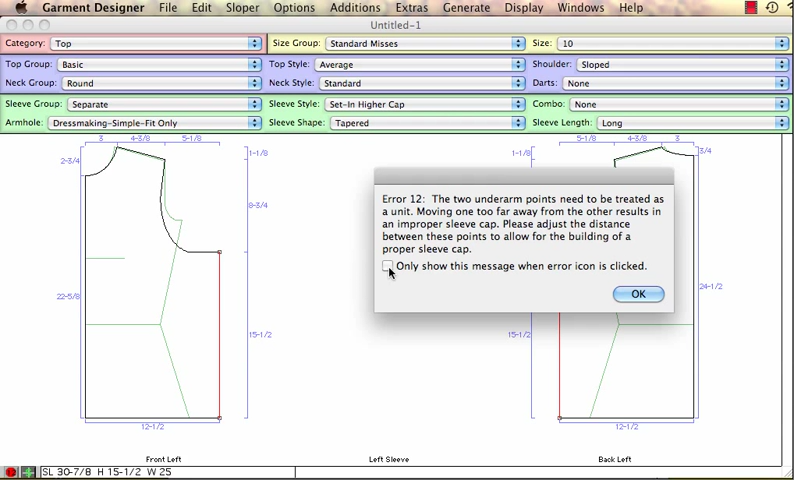 Garment Designer File Edit Sloper Options Additions Extras Generate Display Windows Help
Untitled-1
Category: Top Size Group: Standard Misses Size: 10
Top Group: Basic Top Style: Average Shoulder: Sloped
Neck Group: Round Neck Style: Standard Darts: None
Sleeve Group: Separate Sleeve Style: Set-In Higher Cap Combo: None
Armhole: Dressmaking-Simple-Fit Only Sleeve Shape: Tapered Sleeve Length: Long
3 4-3/8 5-1/8 5-1/8 4-3/8 3
2-3/4 1-1/8 1-1/8 3/4
Error 12: The two underarm points need to be treated as
a unit. Moving one too far away from the other results in
an improper sleeve cap. Please adjust the distance
between these points to allow for the building of a
proper sleeve cap.
Only show this message when error icon is clicked.
OK
8-3/4
22-5/8 24-1/2
15-1/2 15-1/2
12-1/2 12-1/2
Front Left Left Sleeve Back Left
SL 30-7/8 H 15-1/2 W 25